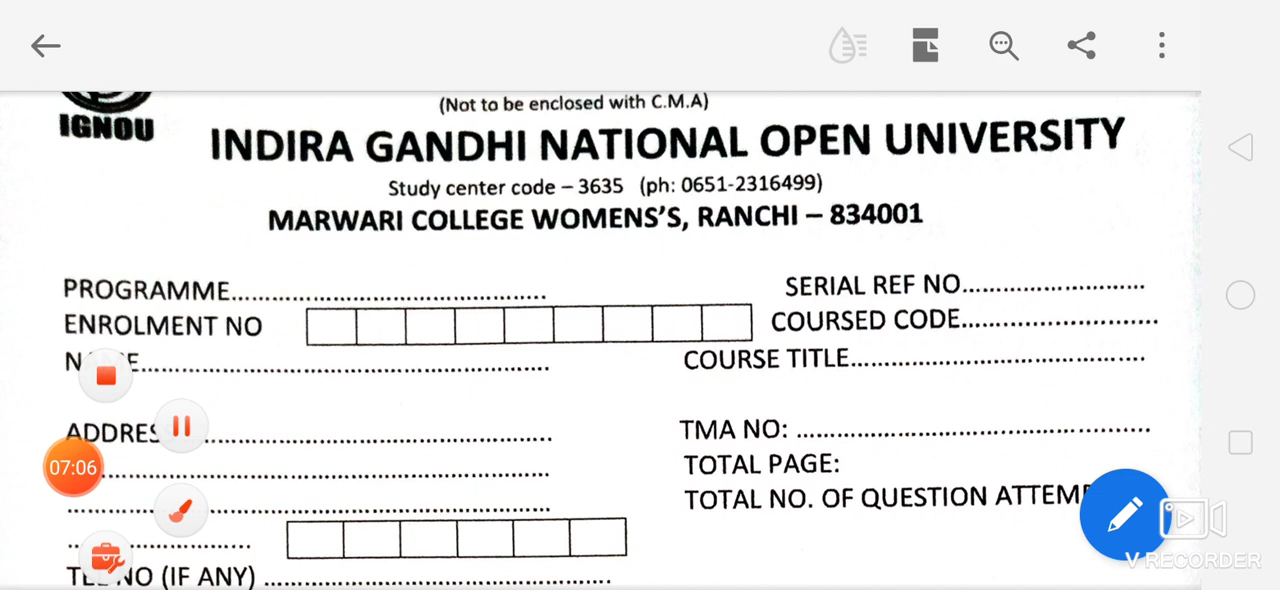 (Not to be enclosed with C.M.A)
IGNOU
INDIRA GANDHI NATIONAL OPEN UNIVERSITY
Study center code – 3635 (ph: 0651-2316499)
MARWARI COLLEGE WOMENS'S, RANCHI – 834001
PROGRAMME................................................
SERIAL REF NO..........................
ENROLMENT NO
COURSED CODE............................
COURSE TITLE........................................
TMA NO: ...............................................
07:06
TOTAL PAGE:
TOTAL NO. OF QUESTION
NO (IF ANY) ..............................................
V RECORDER